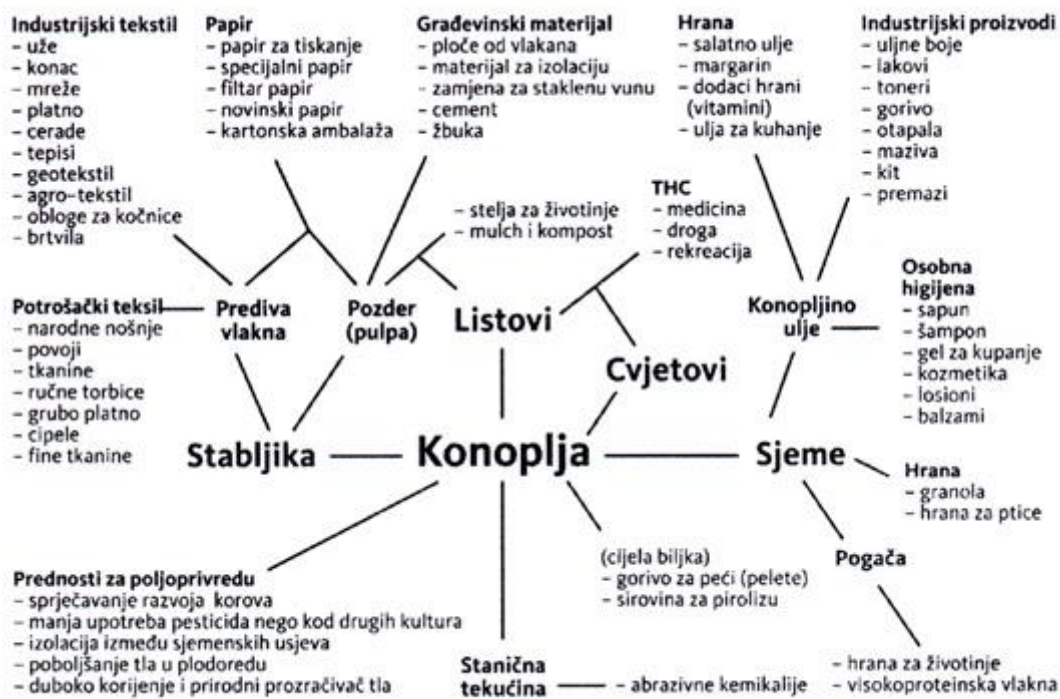 Industrijski tekstil
– uže
– konac
– mreže
– platno
– cerade
– tepisi
– geotekstil
– agro-tekstil
– obloge za kočnice
– brtvila
Papir
– papir za tiskanje
– specijalni papir
– filtar papir
– novinski papir
– kartonska ambalaža
Građevinski materijal
– ploče od vlakana
– materijal za izolaciju
– zamjena za staklenu vunu
– cement
– žbuka
Hrana
– salatno ulje
– margarin
– dodaci hrani
(vitamini)
– ulja za kuhanje
Industrijski proizvodi
– uljne boje
– lakovi
– toneri
– gorivo
– otapala
– maziva
– kit
– premazi
– stelja za životinje
– mulch i kompost
THC
– medicina
– droga
– rekreacija
Potrošački teksil
– narodne nošnje
– povoji
– tkanine
– ručne torbice
– grubo platno
– cipele
– fine tkanine
Prediva
vlakna
Pozder
(pulpa)
Listovi
Cvjetovi
Konopljino
ulje
Osobna
higijena
– sapun
– šampon
– gel za kupanje
– kozmetika
– losioni
– balzami
Stabljika
Konoplja
Sjeme
Hrana
– granola
– hrana za ptice
Prednosti za poljoprivredu
– sprječavanje razvoja korova
– manja upotreba pesticida nego kod drugih kultura
– izolacija između sjemenskih usjeva
– poboljšanje tla u plodoredu
– duboko korijenje i prirodni prozračivač tla
Stanična
tekućina
– abrazivne kemikalije
(cijela biljka)
– gorivo za peći (pelete)
– sirovina za pirolizu
Pogača
– hrana za životinje
– visokoproteinska vlakna